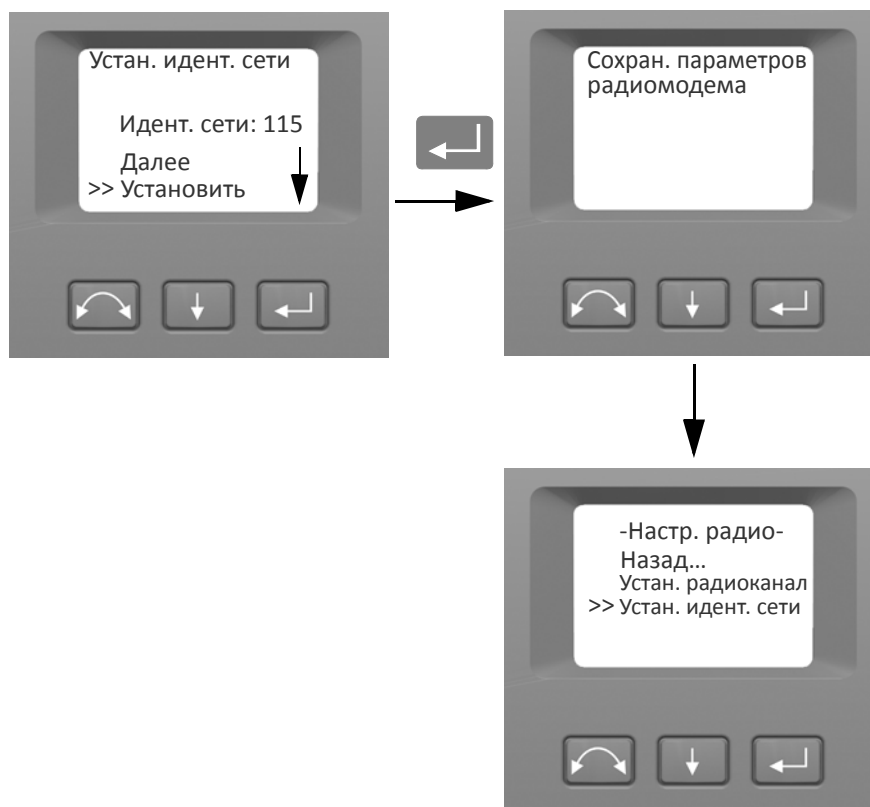 Устан. идент. сети
Идент. сети: 115
Далее
>> Установить
Сохран. параметров
радиомодема
-Настр. радио-
Назад...
Устан. радиоканал
>> Устан. идент. сети